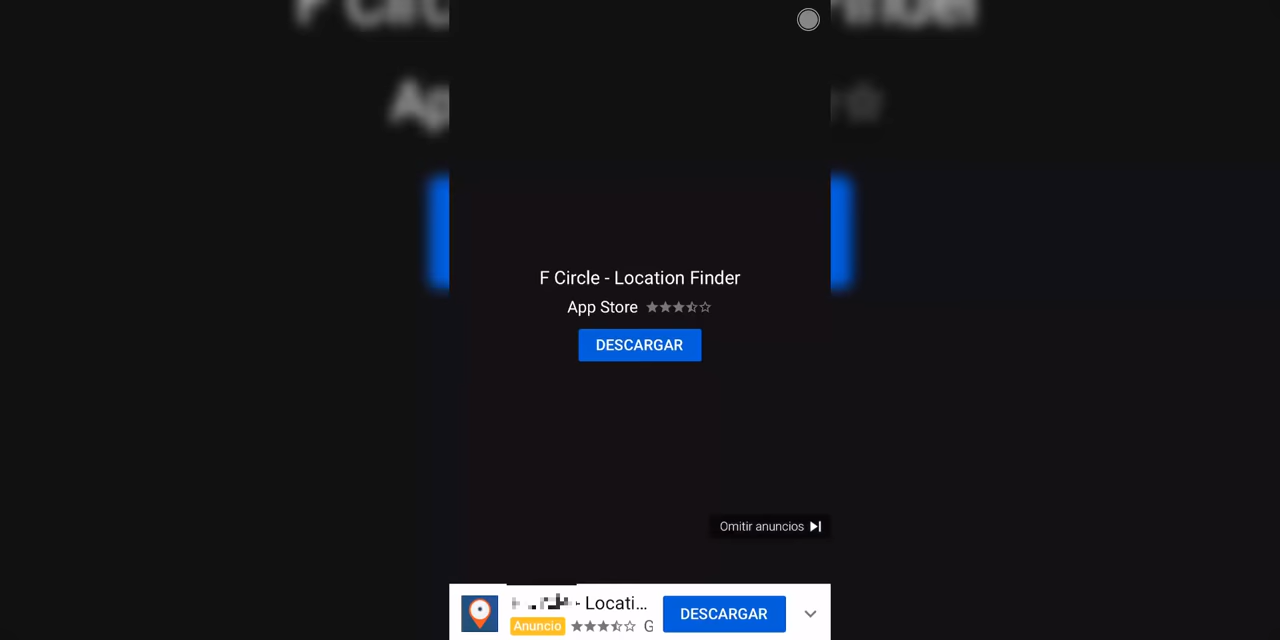 F Circle - Location Finder
App Store
DESCARGAR
Omitir anuncios
- Locati...
DESCARGAR
Anuncio
G